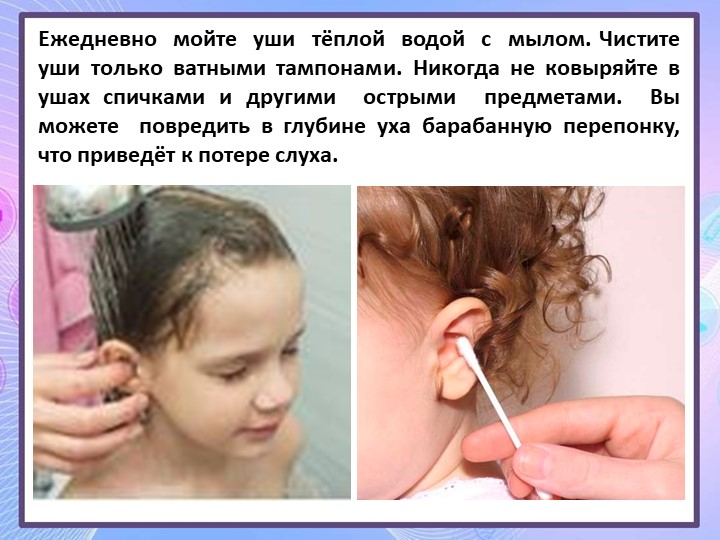 Ежедневно мойте уши тёплой водой с мылом. Чистите
уши только ватными тампонами. Никогда не ковыряйте в
ушах спичками и другими острыми предметами. Вы
можете повредить в глубине уха барабанную перепонку,
что приведёт к потере слуха.